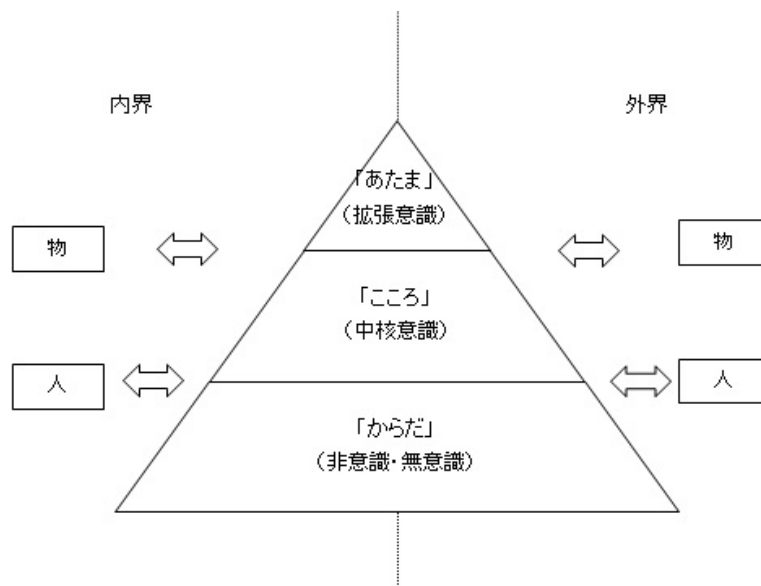 内界
外界
「あたま」
（拡張意識）
物
物
「こころ」
（中核意識）
人
人
「からだ」
（非意識・無意識）